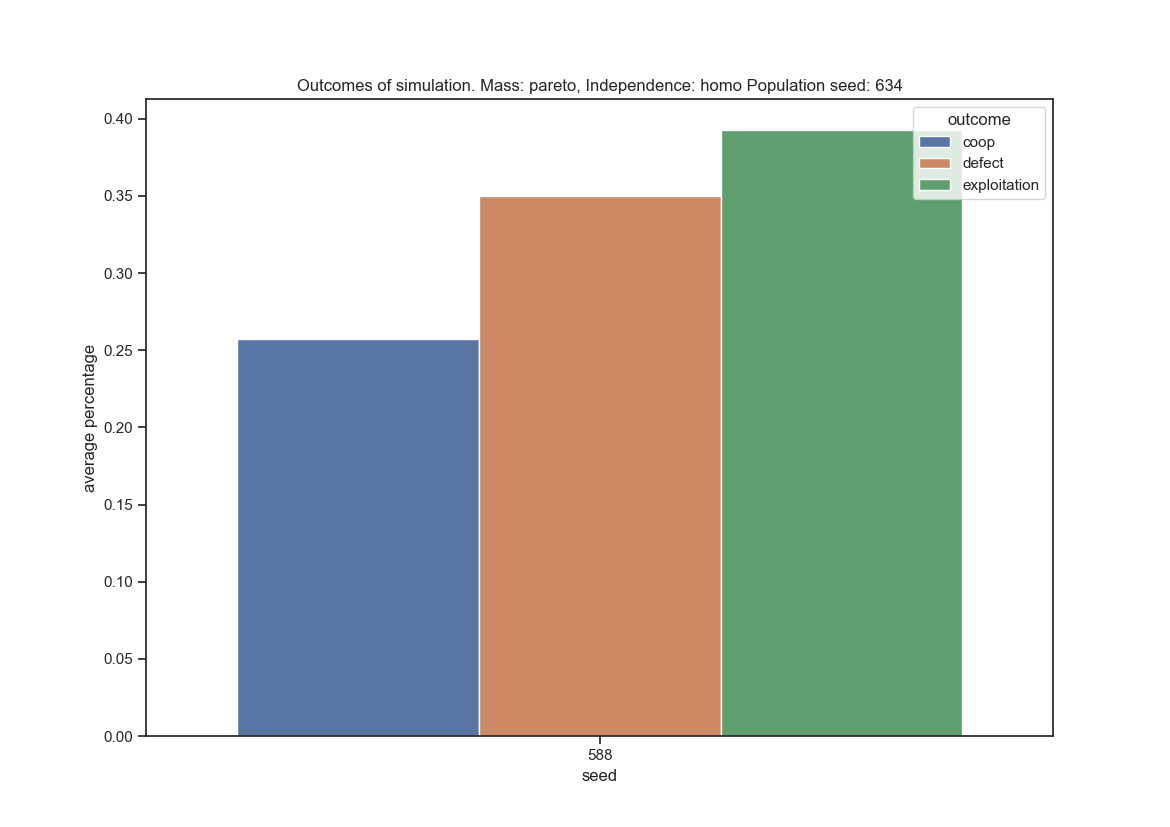 Outcomes of simulation. Mass: pareto, Independence: homo Population seed: 634
outcome
coop
defect
exploitation
average percentage
0.40
0.35
0.30
0.25
0.20
0.15
0.10
0.05
0.00
588
seed